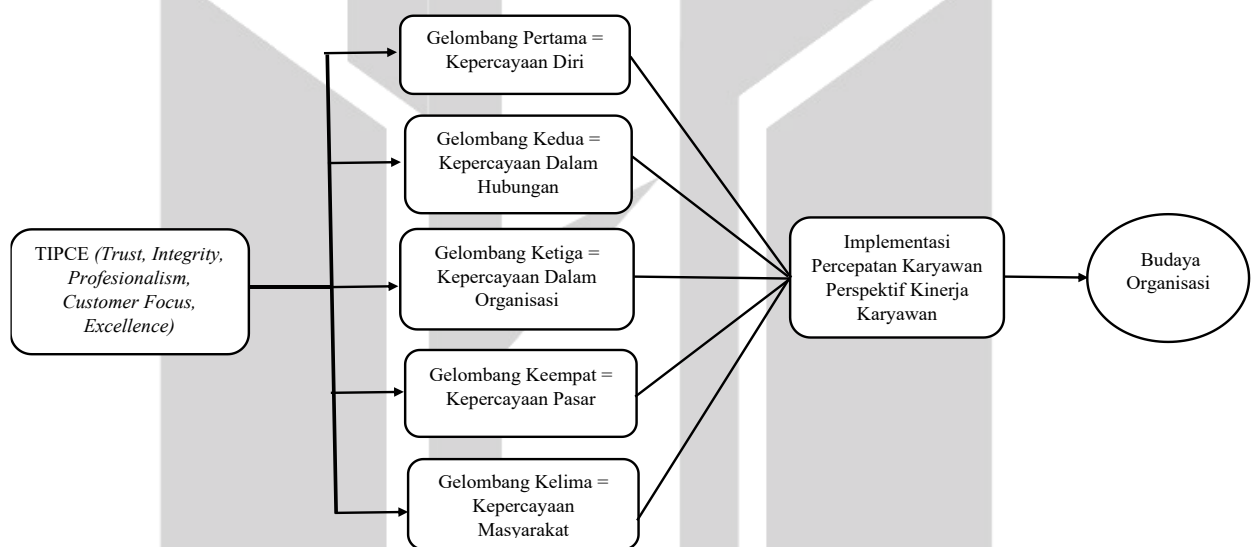 Gelombang Pertama =
Kepercayaan Diri
Gelombang Kedua =
Kepercayaan Dalam
Hubungan
TIPCE (Trust, Integrity,
Profesionalism,
Customer Focus,
Excellence)
Gelombang Ketiga =
Kepercayaan Dalam
Organisasi
Implementasi
Percepatan Karyawan
Perspektif Kinerja
Karyawan
Budaya
Organisasi
Gelombang Keempat =
Kepercayaan Pasar
Gelombang Kelima =
Kepercayaan
Masyarakat